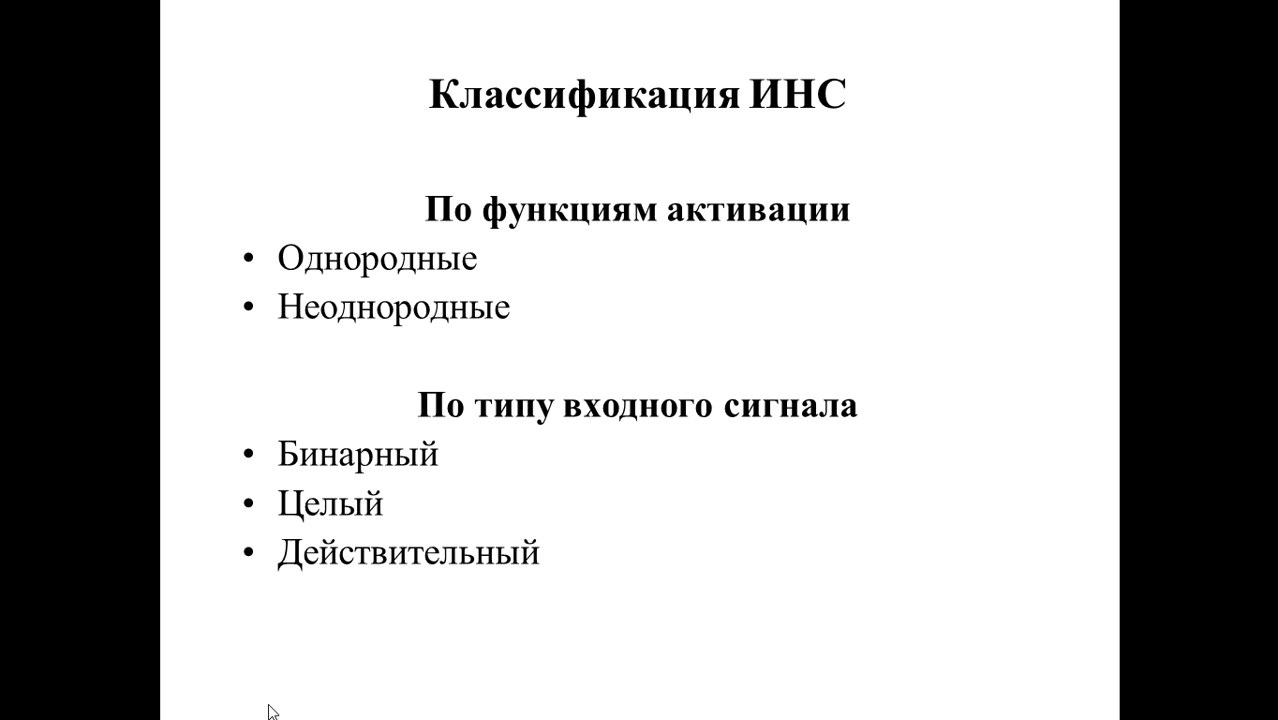 Классификация ИНС
По функциям активации
• Однородные
• Неоднородные
По типу входного сигнала
• Бинарный
• Целый
• Действительный